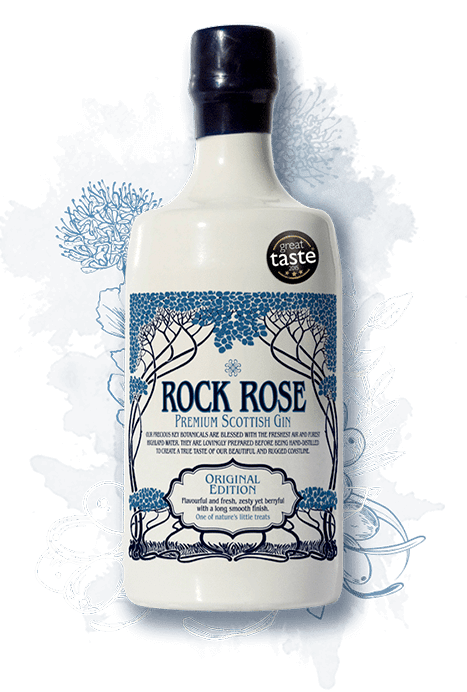 great
taste
2015
ROCK ROSE
PREMIUM SCOTTISH GIN
OUR PRECIOUS KEY BOTANICALS ARE BLESSED WITH THE FRESHEST AIR AND PUREST
HIGHLAND WATER. THEY ARE LOVINGLY PREPARED BEFORE BEING HAND-DISTILLED
TO CREATE A TRUE TASTE OF OUR BEAUTIFUL AND RUGGED COASTLINE.
ORIGINAL
EDITION
Flavourful and fresh, zesty yet berryful
with a long smooth finish.
One of nature's little treats